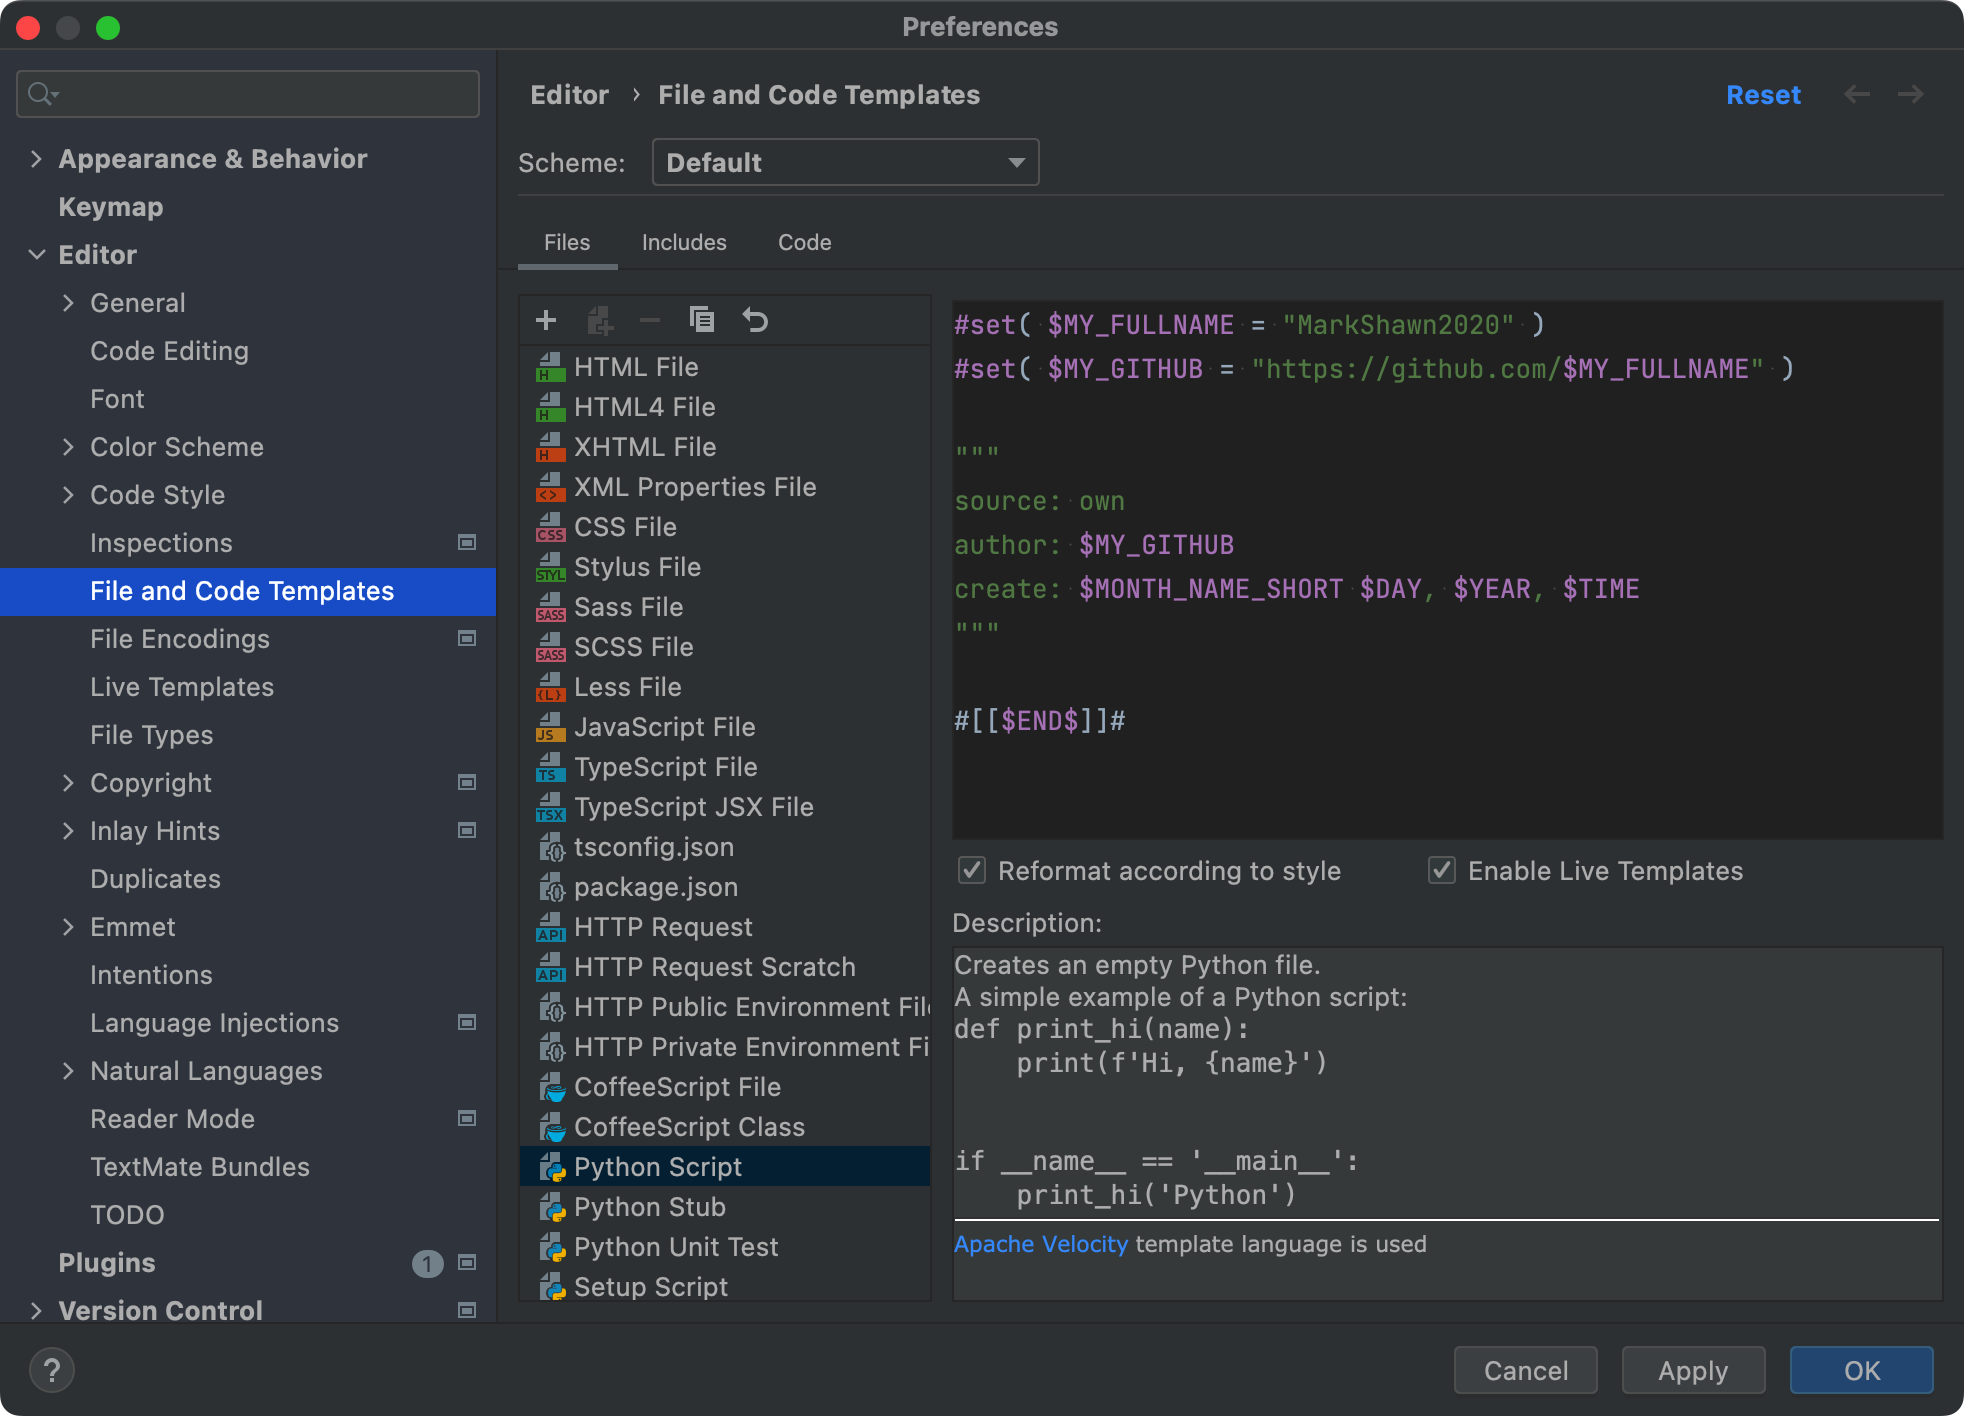 Preferences
Appearance & Behavior
Keymap
Editor
General
Code Editing
Font
Color Scheme
Code Style
Inspections
File and Code Templates
File Encodings
Live Templates
File Types
Copyright
Inlay Hints
Duplicates
Emmet
Intentions
Language Injections
Natural Languages
Reader Mode
TextMate Bundles
TODO
Plugins 1
Version Control
Editor › File and Code Templates
Reset
Scheme: Default
Files Includes Code
HTML File
HTML4 File
XHTML File
XML Properties File
CSS File
Stylus File
Sass File
SCSS File
Less File
JavaScript File
TypeScript File
TypeScript JSX File
tsconfig.json
package.json
HTTP Request
HTTP Request Scratch
HTTP Public Environment File
HTTP Private Environment Fi
CoffeeScript File
CoffeeScript Class
Python Script
Python Stub
Python Unit Test
Setup Script
#set( $MY_FULLNAME = "MarkShawn2020" )
#set( $MY_GITHUB = "https://github.com/$MY_FULLNAME" )
"""
source: own
author: $MY_GITHUB
create: $MONTH_NAME_SHORT $DAY, $YEAR, $TIME
"""
#[[$END$]]#
Reformat according to style
Enable Live Templates
Description:
Creates an empty Python file.
A simple example of a Python script:
def print_hi(name):
    print(f'Hi, {name}')
if __name__ == '__main__':
    print_hi('Python')
Apache Velocity template language is used
?
Cancel
Apply
OK